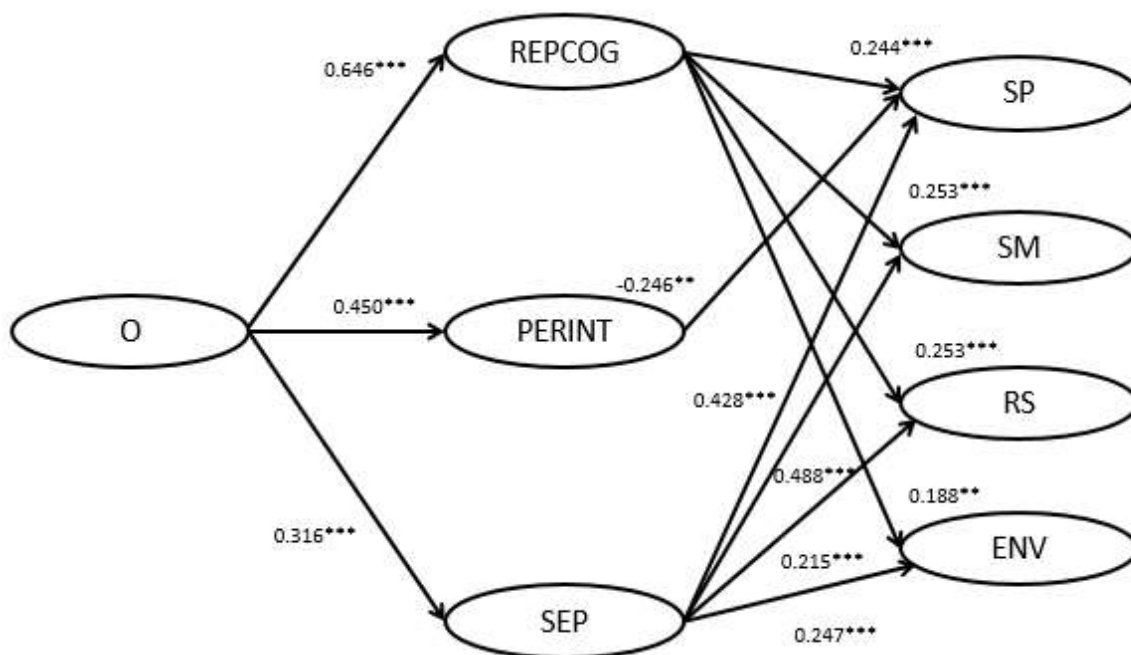 REPCOG
0.244***
0.646***
SP
0.253***
SM
-0.246**
0.450***
O
PERINT
0.253***
0.428***
RS
0.488***
0.188**
0.316***
ENV
0.215***
SEP
0.247***